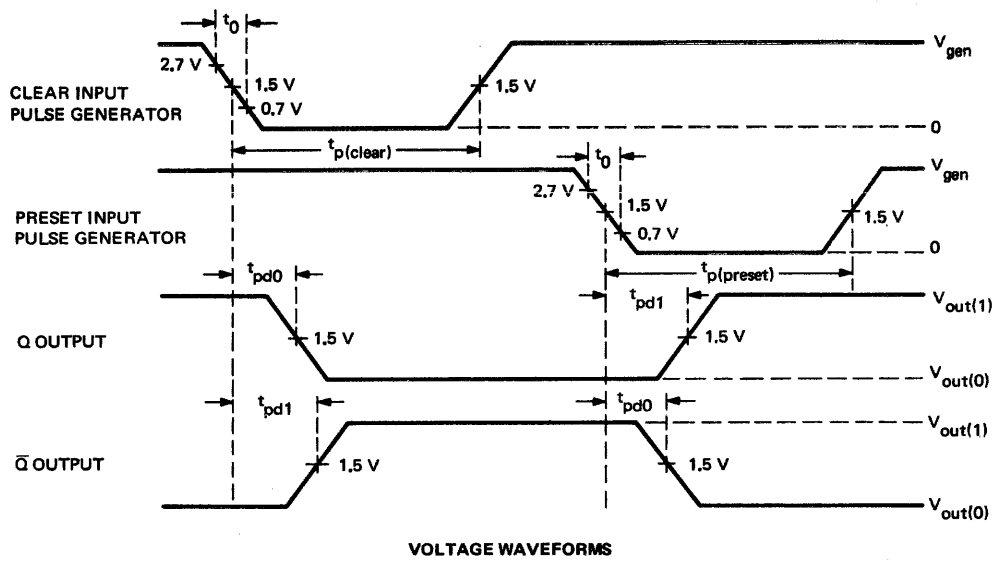 t0
Vgen
2.7 V
1.5 V
1.5 V
CLEAR INPUT
PULSE GENERATOR
0.7 V
0
tp(clear)
t0
Vgen
2.7 V
1.5 V
1.5 V
PRESET INPUT
PULSE GENERATOR
0.7 V
0
tpd0
tp(preset)
tpd1
Vout(1)
Q OUTPUT
1.5 V
1.5 V
Vout(0)
tpd1
tpd0
Vout(1)
Q̅ OUTPUT
1.5 V
1.5 V
Vout(0)
VOLTAGE WAVEFORMS